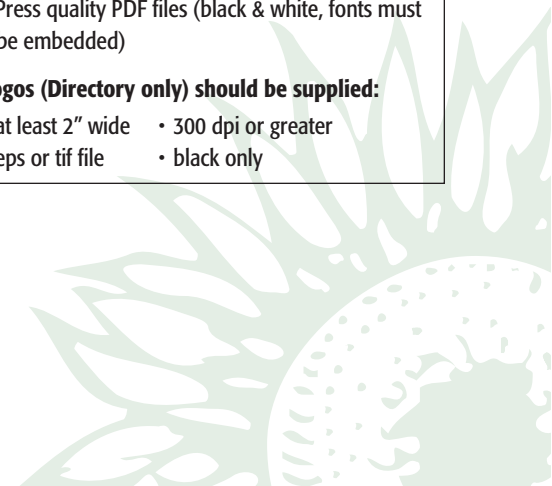 Press quality PDF files (black & white, fonts must
be embedded)
ogos (Directory only) should be supplied:
at least 2” wide • 300 dpi or greater
eps or tif file • black only